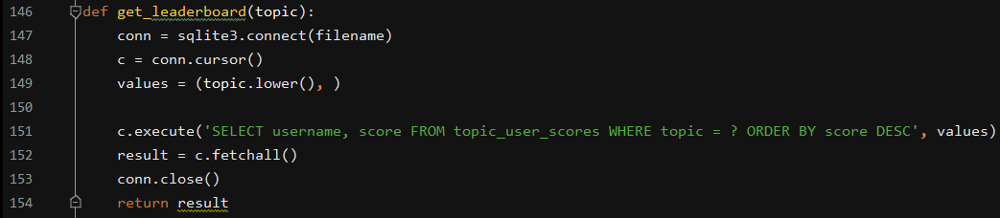 146 def get_leaderboard(topic):
147     conn = sqlite3.connect(filename)
148     c = conn.cursor()
149     values = (topic.lower(), )
150
151     c.execute('SELECT username, score FROM topic_user_scores WHERE topic = ? ORDER BY score DESC', values)
152     result = c.fetchall()
153     conn.close()
154     return result